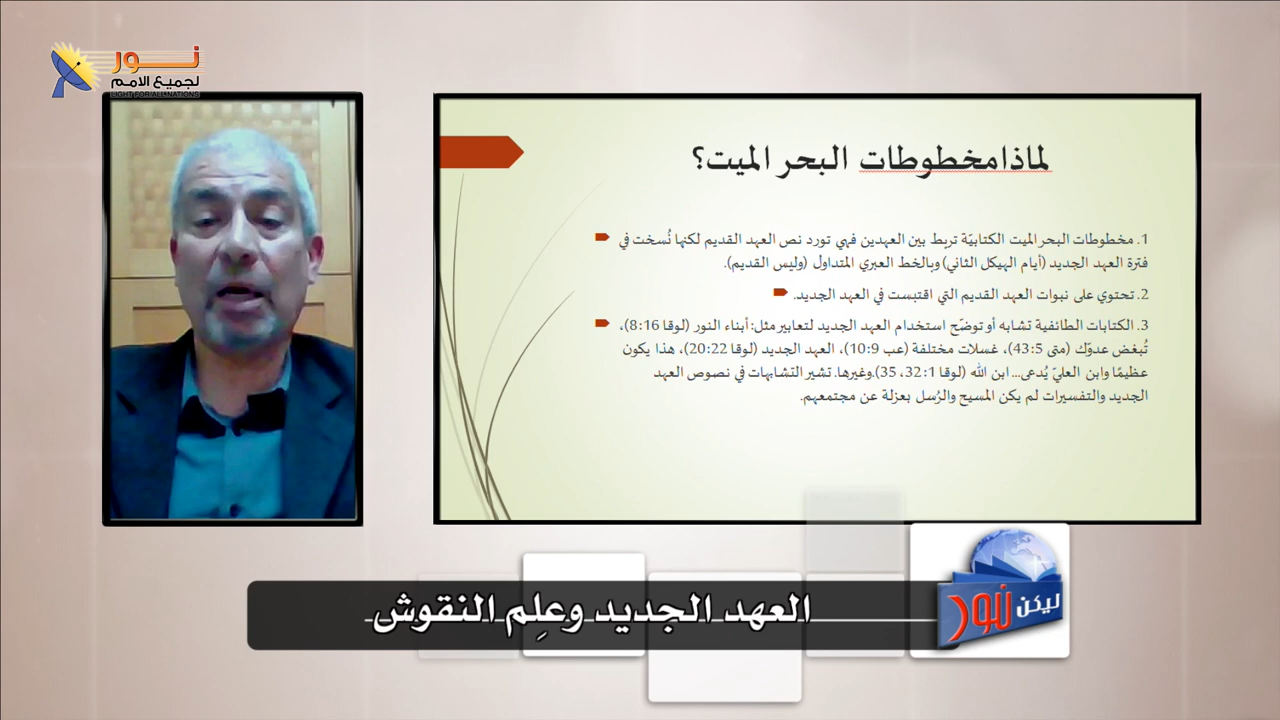 نور
لجميع الامم
LIGHT FOR ALL NATIONS
لماذا مخطوطات البحر الميت؟
1. مخطوطات البحر الميت الكتابيّة تربط بين العهدين فهي تورد نص العهد القديم لكنها نُسخت في
فترة العهد الجديد (أيام الهيكل الثاني) وبالخط العبري المتداول (وليس القديم).
2. تحتوي على نبوات العهد القديم التي اقتبست في العهد الجديد.
3. الكتابات الطائفية تشابه أو توضّح استخدام العهد الجديد لتعابير مثل: أبناء النور (لوقا 8:16)،
تُبغض عدوّك (متى 43:5)، غسلات مختلفة (عب 10:9)، العهد الجديد (لوقا 20:22)، هذا يكون
عظيمًا وابن العليّ يُدعى... ابن الله (لوقا 32:1، 35).وغيرها. تشير التشابهات في نصوص العهد
الجديد والتفسيرات لم يكن المسيح والرُسل بعزلة عن مجتمعهم.
ليكن نور
العهد الجديد وعلِم النقوش